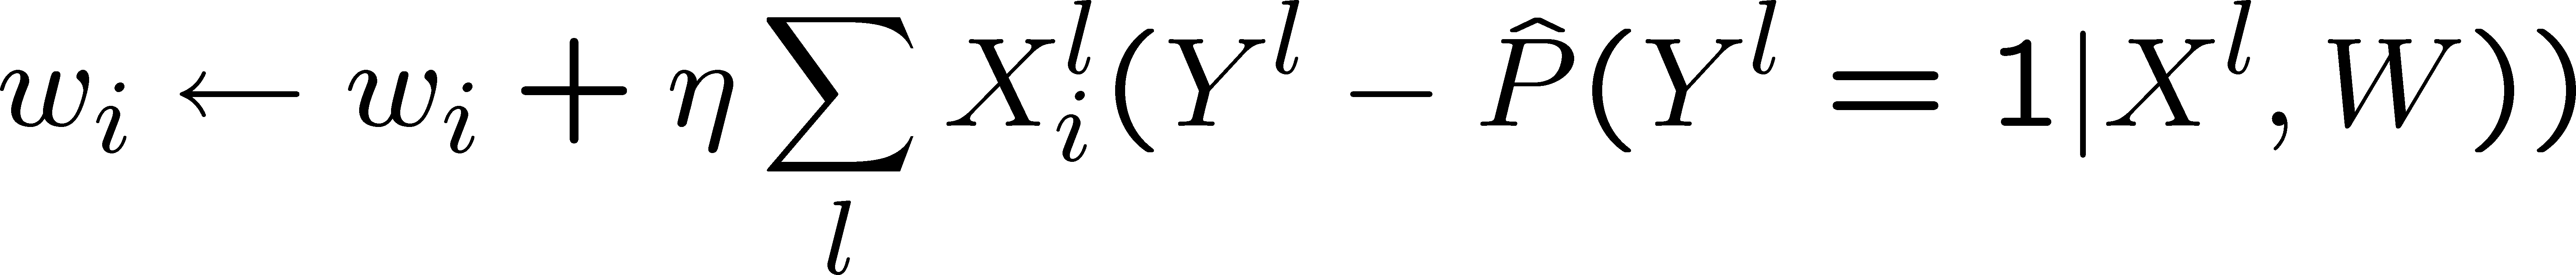 w_i ← w_i + η ∑_l X_i^l (Y^l − P̂(Y^l = 1|X^l, W))